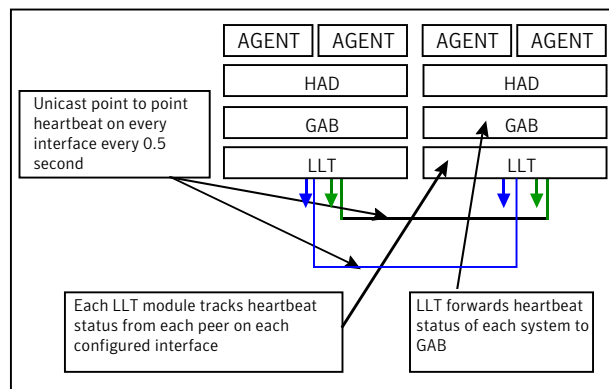 AGENT AGENT AGENT AGENT
HAD HAD
Unicast point to point
heartbeat on every
interface every 0.5
second
GAB GAB
LLT LLT
Each LLT module tracks heartbeat
status from each peer on each
configured interface
LLT forwards heartbeat
status of each system to
GAB